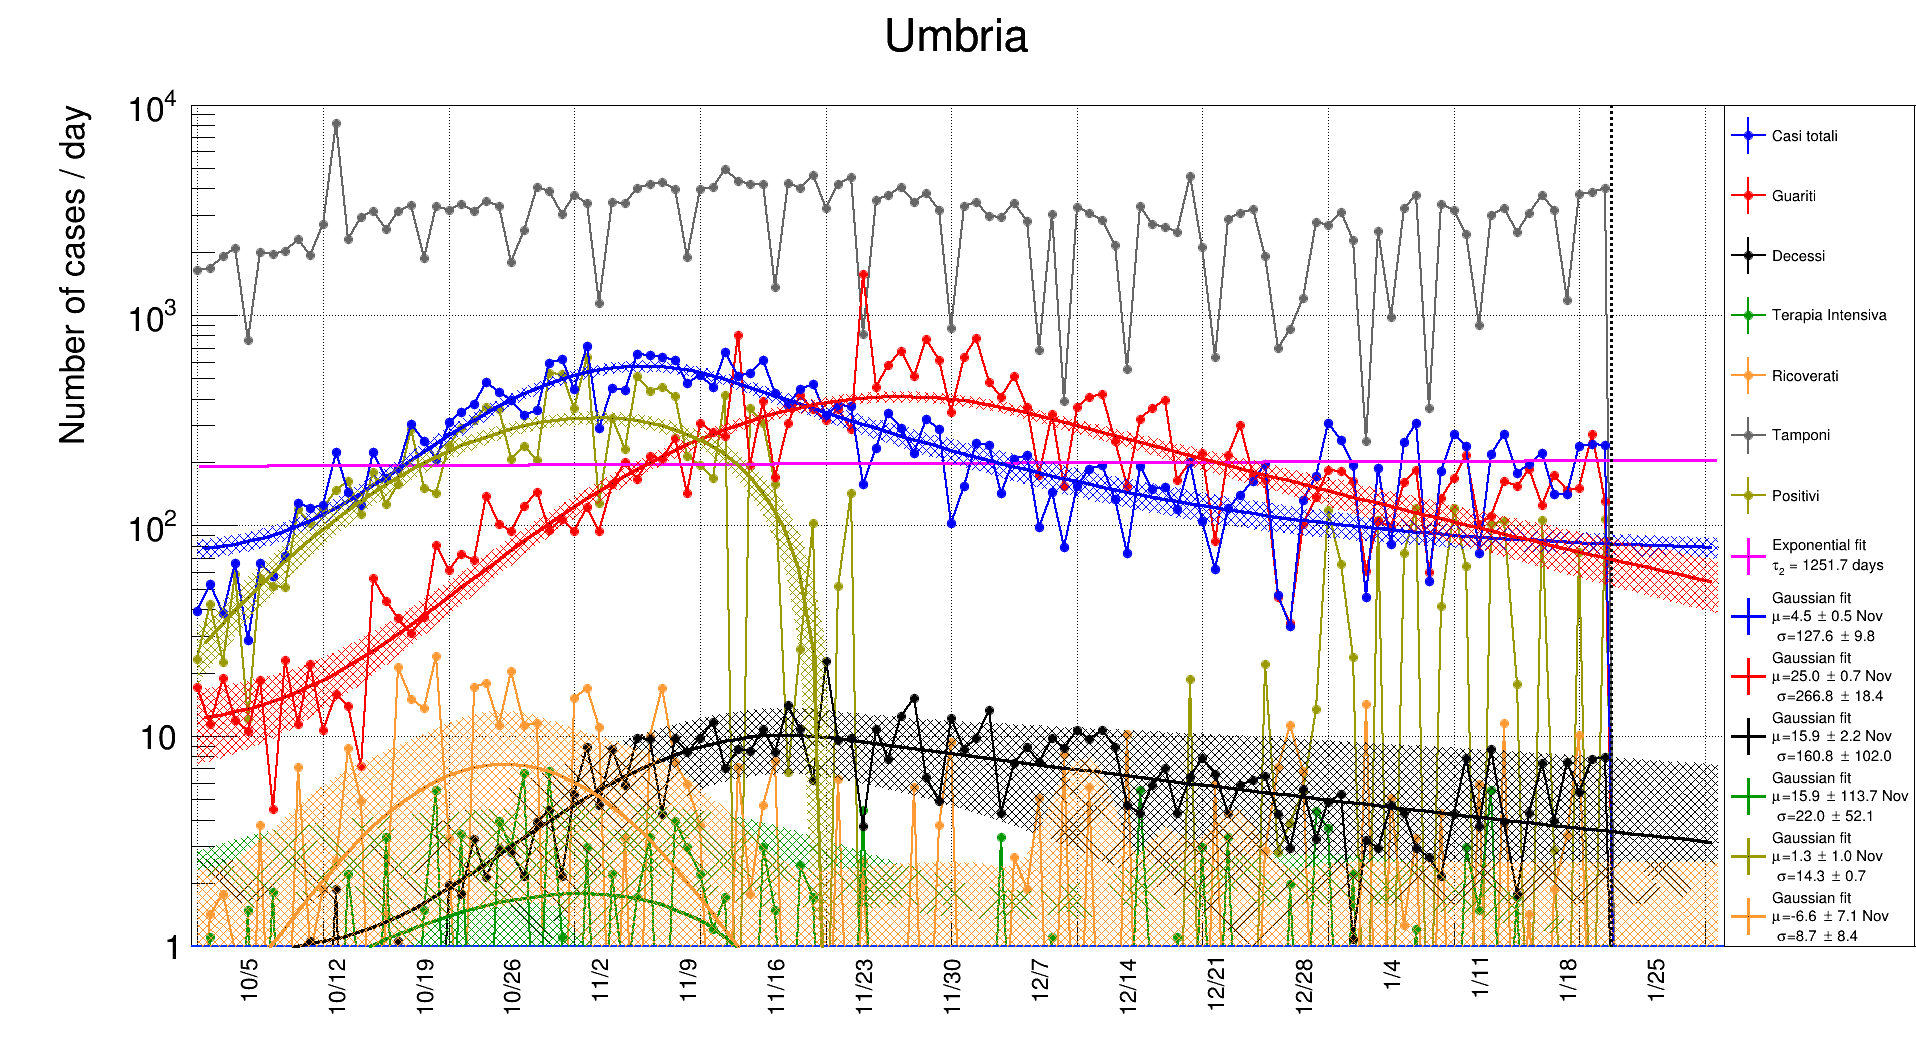 Umbria
Number of cases / day
10⁴
10³
10²
10
1
10/5
10/12
10/19
10/26
11/2
11/9
11/16
11/23
11/30
12/7
12/14
12/21
12/28
1/4
1/11
1/18
1/25
Casi totali
Guariti
Decessi
Terapia Intensiva
Ricoverati
Tamponi
Positivi
Exponential fit
τ₂ = 1251.7 days
Gaussian fit
μ=4.5 ± 0.5 Nov
σ=127.6 ± 9.8
Gaussian fit
μ=25.0 ± 0.7 Nov
σ=266.8 ± 18.4
Gaussian fit
μ=15.9 ± 2.2 Nov
σ=160.8 ± 102.0
Gaussian fit
μ=15.9 ± 113.7 Nov
σ=22.0 ± 52.1
Gaussian fit
μ=1.3 ± 1.0 Nov
σ=14.3 ± 0.7
Gaussian fit
μ=-6.6 ± 7.1 Nov
σ=8.7 ± 8.4